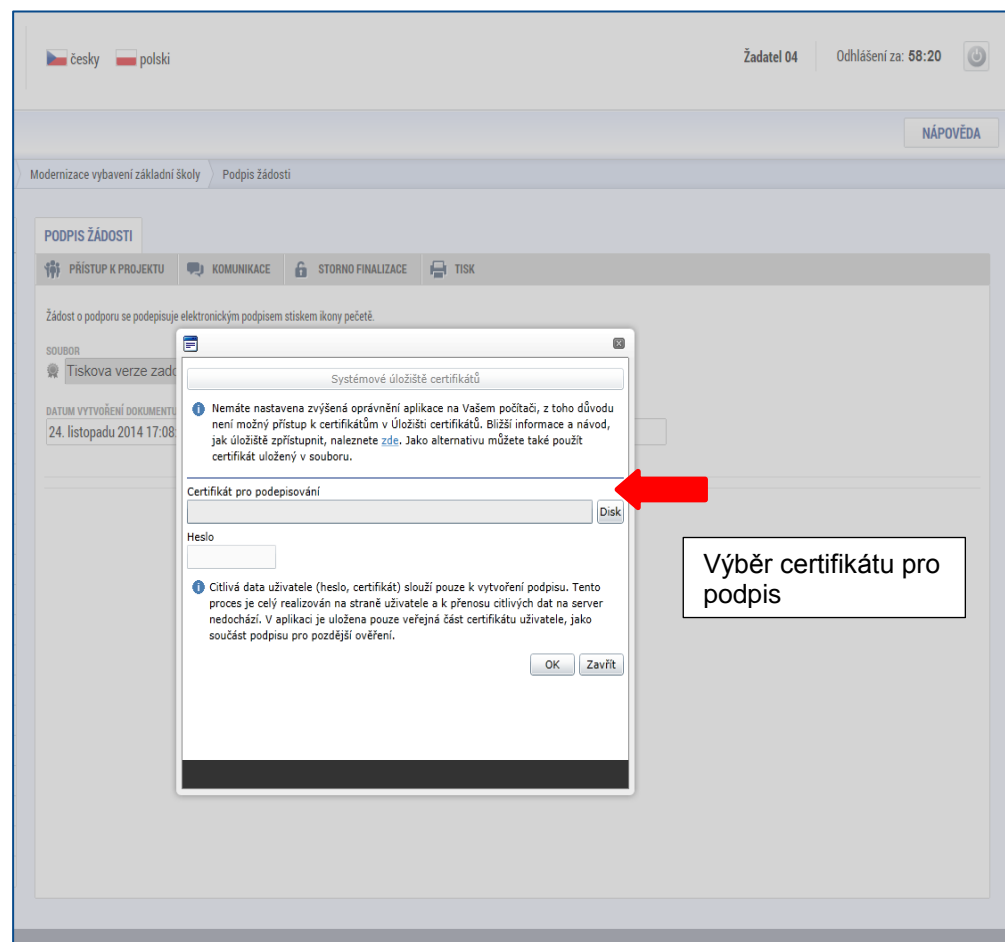 česky polski Žadatel 04 Odhlášení za: 58:20
NÁPOVĚDA
Modernizace vybavení základní školy Podpis žádosti
PODPIS ŽÁDOSTI
PŘÍSTUP K PROJEKTU KOMUNIKACE STORNO FINALIZACE TISK
Žádost o podporu se podepisuje elektronickým podpisem stiskem ikony pečetě.
SOUBOR
Tiskova verze zado
DATUM VYTVOŘENÍ DOKUMENTU
24. listopadu 2014 17:08
Systémové úložiště certifikátů
Nemáte nastavena zvýšená oprávnění aplikace na Vašem počítači, z toho důvodu
není možný přístup k certifikátům v Úložišti certifikátů. Bližší informace a návod,
jak úložiště zpřístupnit, naleznete zde. Jako alternativu můžete také použít
certifikát uložený v souboru.
Certifikát pro podepisování
Disk
Heslo
Citlivá data uživatele (heslo, certifikát) slouží pouze k vytvoření podpisu. Tento
proces je celý realizován na straně uživatele a k přenosu citlivých dat na server
nedochází. V aplikaci je uložena pouze veřejná část certifikátu uživatele, jako
součást podpisu pro pozdější ověření.
OK Zavřít
Výběr certifikátu pro
podpis